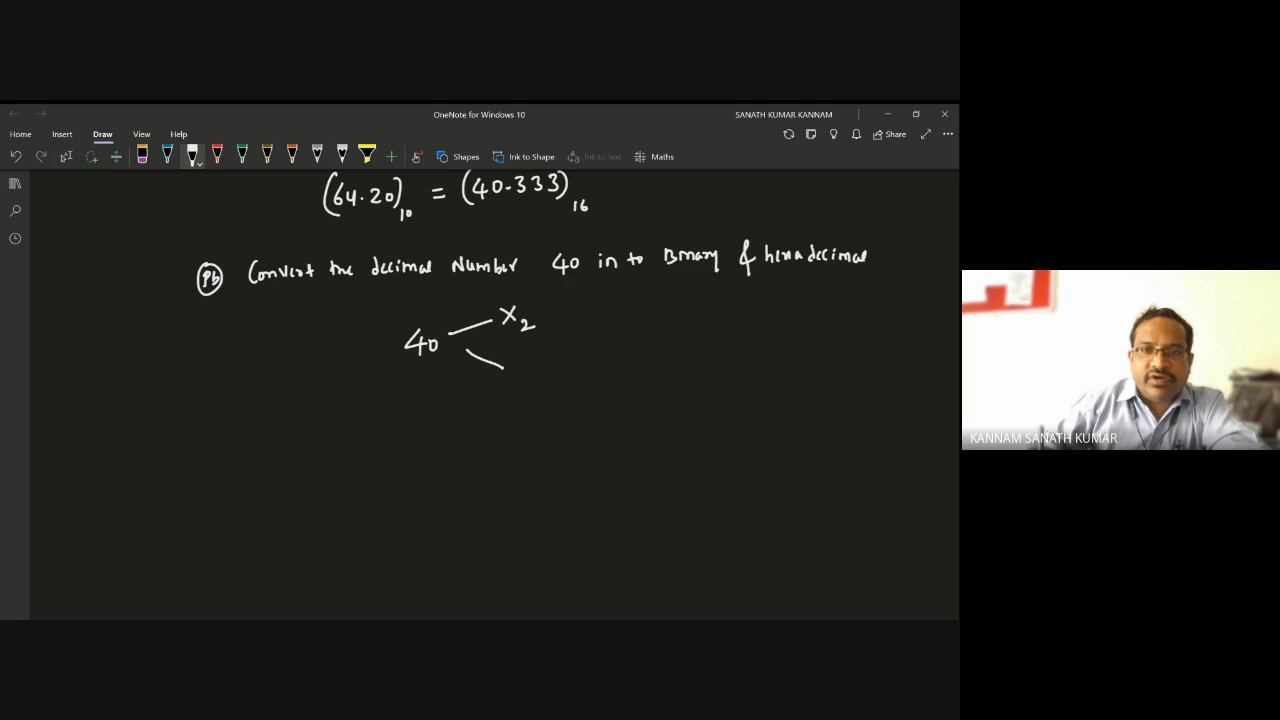 OneNote for Windows 10
SANATH KUMAR KANNAM
Home Insert Draw View Help
Share
Shapes Ink to Shape Ink to Text Maths
(64.20)10 = (40.333)16
Pb Convert the decimal Number 40 in to Binary & hexadecimal
40 X2
KANNAM SANATH KUMAR